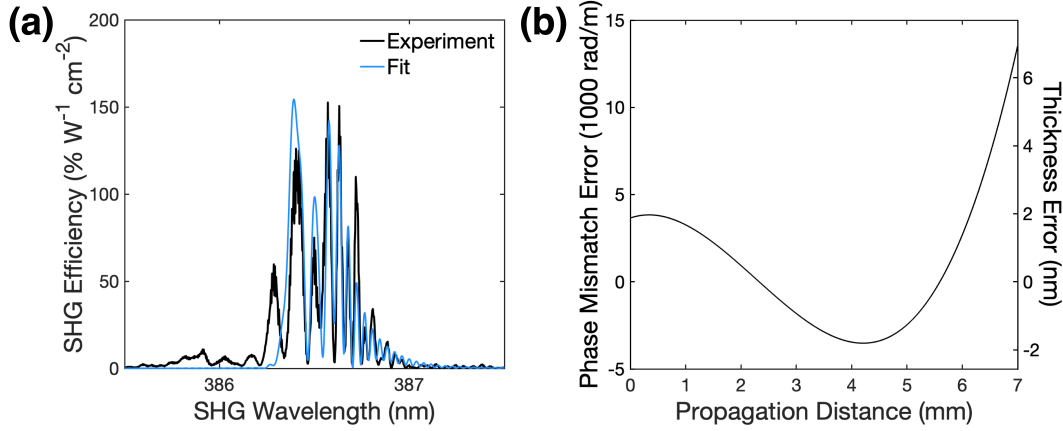 (a)
200
150
100
50
0
SHG Efficiency (% W⁻¹ cm⁻²)
Experiment
Fit
386
387
SHG Wavelength (nm)
(b)
15
10
5
0
-5
Phase Mismatch Error (1000 rad/m)
6
4
2
0
-2
Thickness Error (nm)
0 1 2 3 4 5 6 7
Propagation Distance (mm)